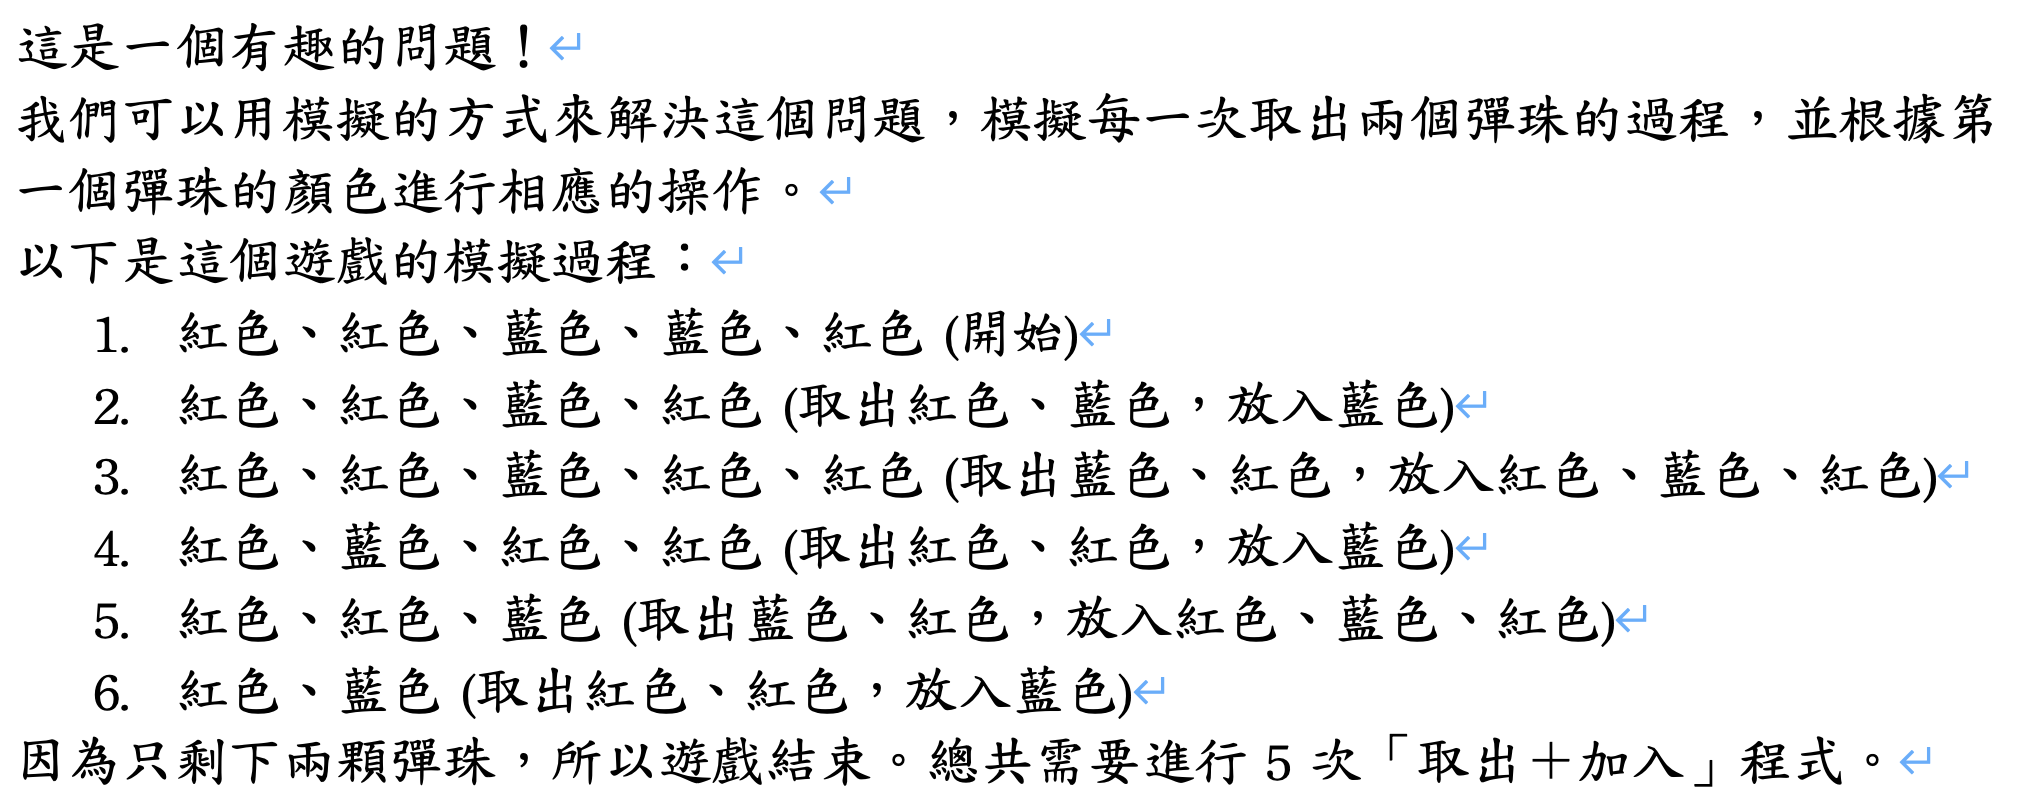 這是一個有趣的問題！
我們可以用模擬的方式來解決這個問題，模擬每一次取出兩個彈珠的過程，並根據第
一個彈珠的顏色進行相應的操作。
以下是這個遊戲的模擬過程：
1. 紅色、紅色、藍色、藍色、紅色 (開始)
2. 紅色、紅色、藍色、紅色 (取出紅色、藍色，放入藍色)
3. 紅色、紅色、藍色、紅色、紅色 (取出藍色、紅色，放入紅色、藍色、紅色)
4. 紅色、藍色、紅色、紅色 (取出紅色、紅色，放入藍色)
5. 紅色、紅色、藍色 (取出藍色、紅色，放入紅色、藍色、紅色)
6. 紅色、藍色 (取出紅色、紅色，放入藍色)
因為只剩下兩顆彈珠，所以遊戲結束。總共需要進行 5 次「取出＋加入」程式。